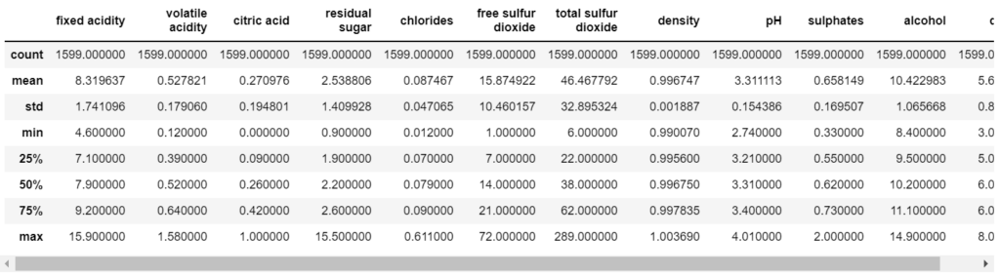 fixed acidity volatile acidity citric acid residual sugar chlorides free sulfur dioxide total sulfur dioxide density pH sulphates alcohol
count 1599.000000 1599.000000 1599.000000 1599.000000 1599.000000 1599.000000 1599.000000 1599.000000 1599.000000 1599.000000 1599.000000 1599.0
mean 8.319637 0.527821 0.270976 2.538806 0.087467 15.874922 46.467792 0.996747 3.311113 0.658149 10.422983 5.6
std 1.741096 0.179060 0.194801 1.409928 0.047065 10.460157 32.895324 0.001887 0.154386 0.169507 1.065668 0.8
min 4.600000 0.120000 0.000000 0.900000 0.012000 1.000000 6.000000 0.990070 2.740000 0.330000 8.400000 3.0
25% 7.100000 0.390000 0.090000 1.900000 0.070000 7.000000 22.000000 0.995600 3.210000 0.550000 9.500000 5.0
50% 7.900000 0.520000 0.260000 2.200000 0.079000 14.000000 38.000000 0.996750 3.310000 0.620000 10.200000 6.0
75% 9.200000 0.640000 0.420000 2.600000 0.090000 21.000000 62.000000 0.997835 3.400000 0.730000 11.100000 6.0
max 15.900000 1.580000 1.000000 15.500000 0.611000 72.000000 289.000000 1.003690 4.010000 2.000000 14.900000 8.0